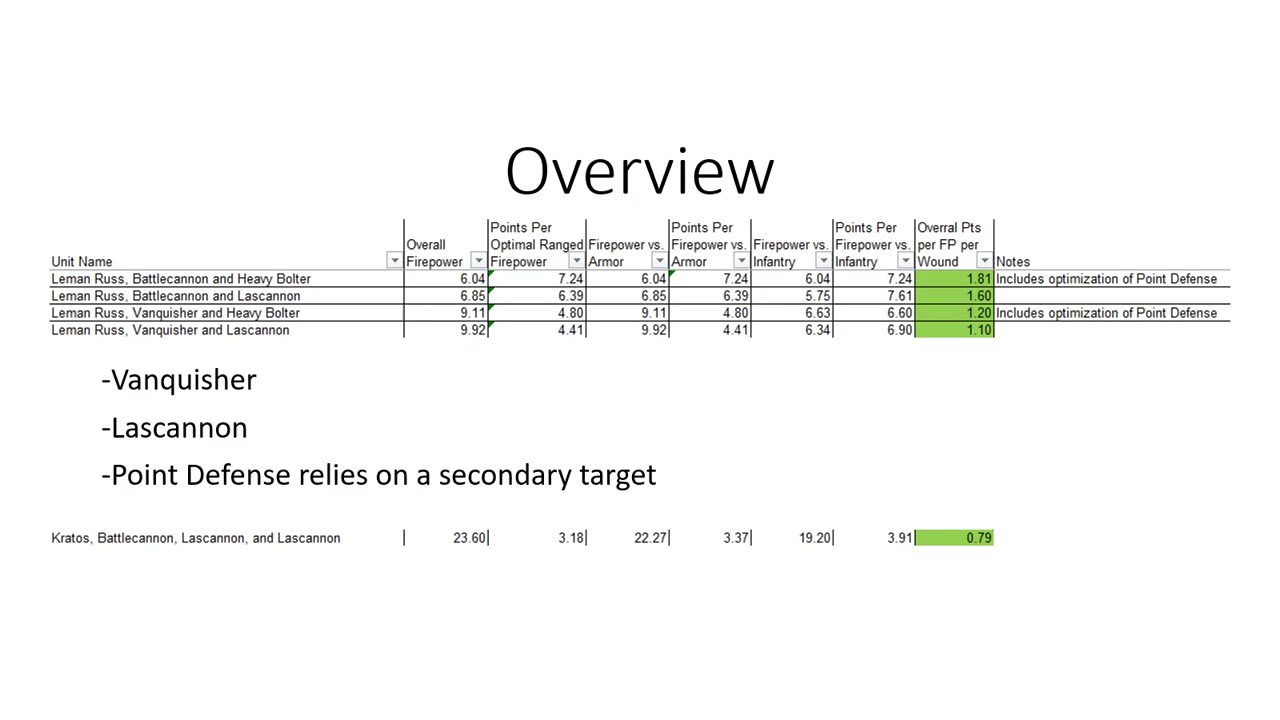 Overview
Points Per Points Per Points Per Overral Pts
Overall Optimal Ranged Firepower vs. Firepower vs. Firepower vs. Firepower vs. per FP per
Unit Name Firepower Firepower Armor Armor Infantry Infantry Wound Notes
Leman Russ, Battlecannon and Heavy Bolter 6.04 7.24 6.04 7.24 6.04 7.24 1.81 Includes optimization of Point Defense
Leman Russ, Battlecannon and Lascannon 6.85 6.39 6.85 6.39 5.75 7.61 1.60
Leman Russ, Vanquisher and Heavy Bolter 9.11 4.80 9.11 4.80 6.63 6.60 1.20 Includes optimization of Point Defense
Leman Russ, Vanquisher and Lascannon 9.92 4.41 9.92 4.41 6.34 6.90 1.10
-Vanquisher
-Lascannon
-Point Defense relies on a secondary target
Kratos, Battlecannon, Lascannon, and Lascannon 23.60 3.18 22.27 3.37 19.20 3.91 0.79